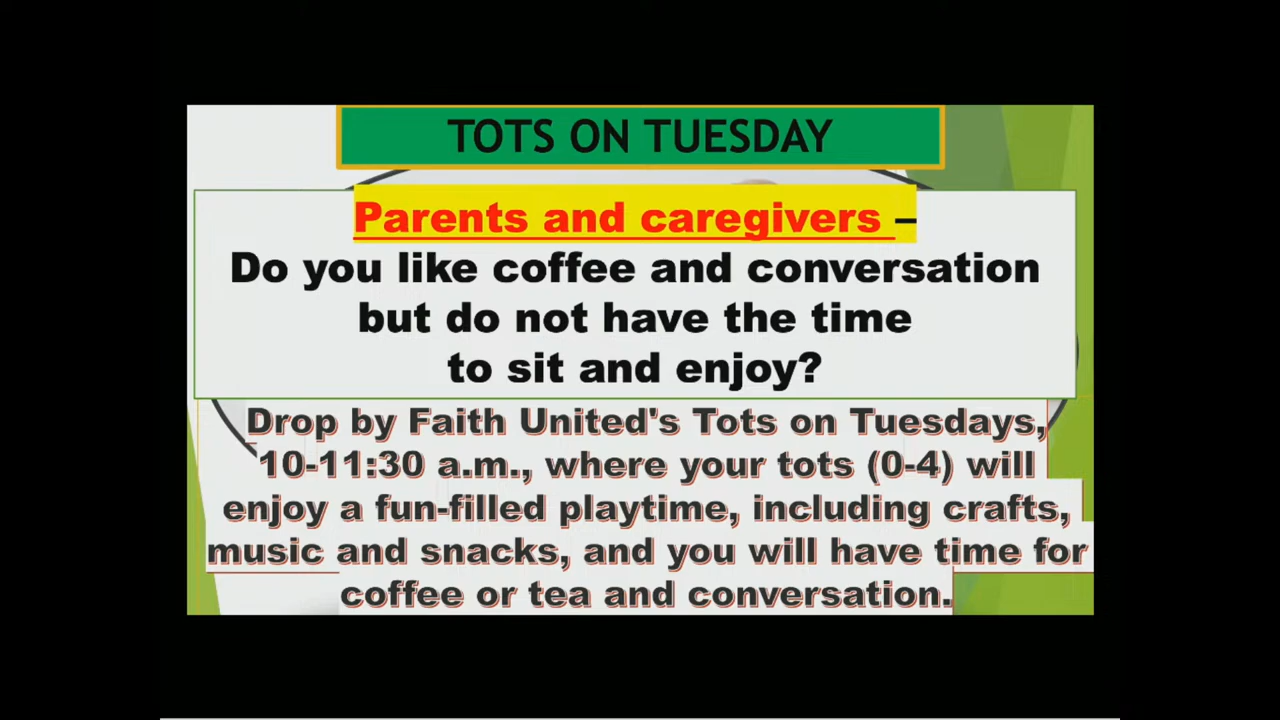 TOTS ON TUESDAY
Parents and caregivers –
Do you like coffee and conversation
but do not have the time
to sit and enjoy?
Drop by Faith United's Tots on Tuesdays,
10-11:30 a.m., where your tots (0-4) will
enjoy a fun-filled playtime, including crafts,
music and snacks, and you will have time for
coffee or tea and conversation.